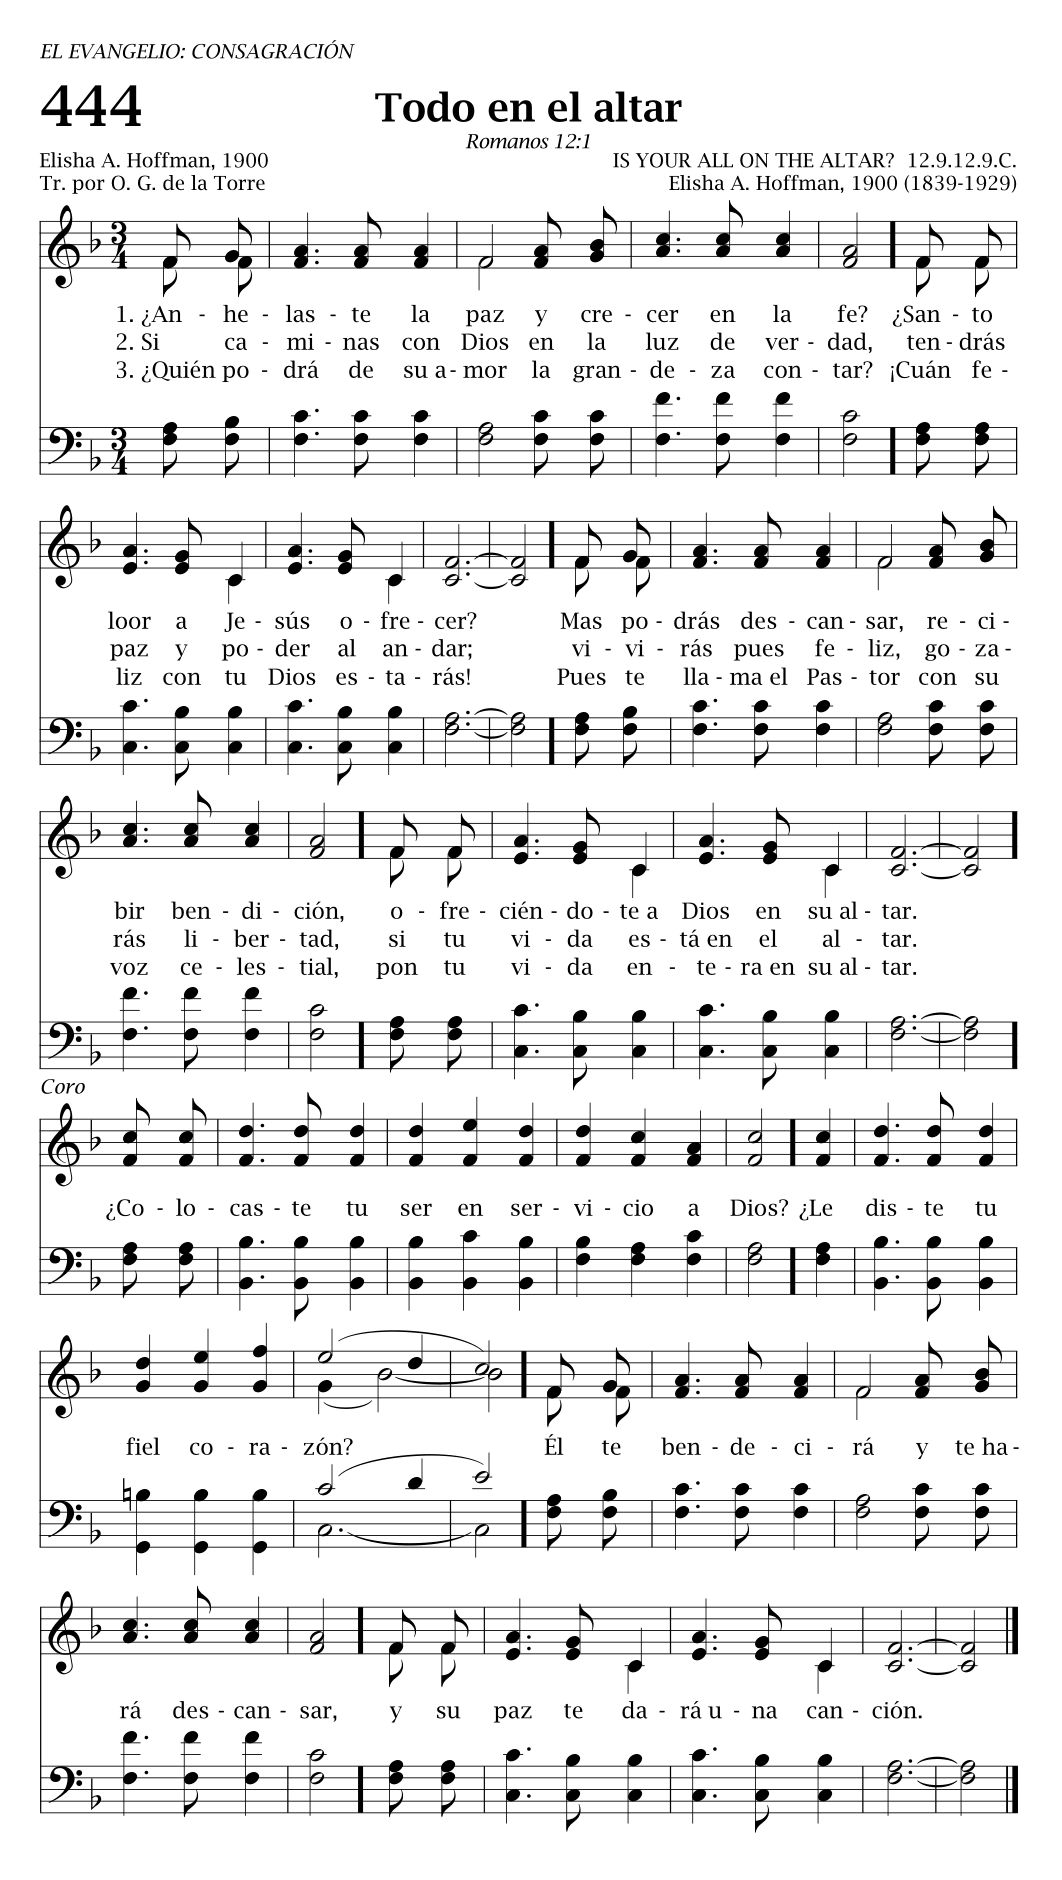 EL EVANGELIO: CONSAGRACIÓN
444
Todo en el altar
Romanos 12:1
Elisha A. Hoffman, 1900
IS YOUR ALL ON THE ALTAR? 12.9.12.9.C.
Tr. por O. G. de la Torre
Elisha A. Hoffman, 1900 (1839-1929)
3 4
1. ¿An - he - las - te la paz y cre - cer en la fe? ¿San - to
2. Si ca - mi - nas con Dios en la luz de ver - dad, ten - drás
3. ¿Quién po - drá de su a - mor la gran - de - za con - tar? ¡Cuán fe -
3 4
loor a Je - sús o - fre - cer? Mas po - drás des - can - sar, re - ci -
paz y po - der al an - dar; vi - vi - rás pues fe - liz, go - za -
liz con tu Dios es - ta - rás! Pues te lla - ma el Pas - tor con su
bir ben - di - ción, o - fre - cién - do - te a Dios en su al - tar.
rás li - ber - tad, si tu vi - da es - tá en el al - tar.
voz ce - les - tial, pon tu vi - da en - te - ra en su al - tar.
Coro
¿Co - lo - cas - te tu ser en ser - vi - cio a Dios? ¿Le dis - te tu
fiel co - ra - zón? Él te ben - de - ci - rá y te ha -
rá des - can - sar, y su paz te da - rá u - na can - ción.